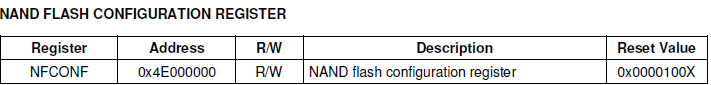 NAND FLASH CONFIGURATION REGISTER
Register Address R/W Description Reset Value
NFCONF 0x4E000000 R/W NAND flash configuration register 0x0000100X